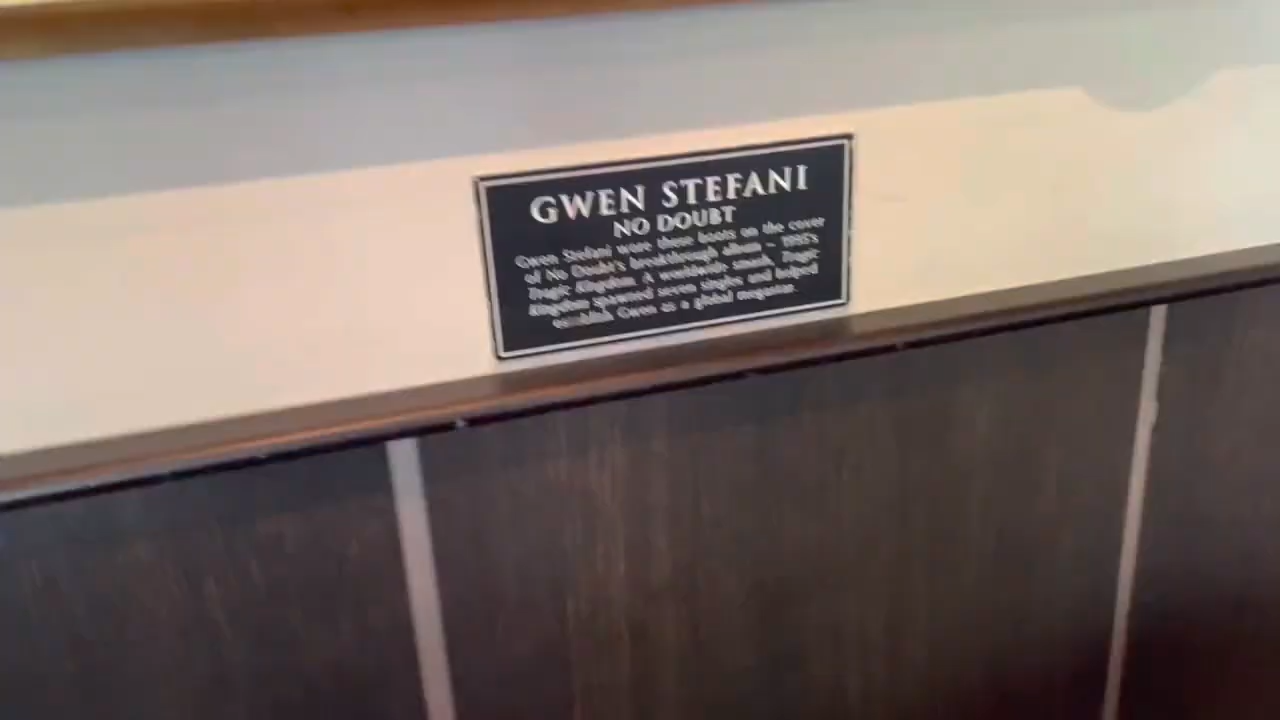 GWEN STEFANI
NO DOUBT
Gwen Stefani wore these boots on the cover
of No Doubt's breakthrough album – 1995's
Tragic Kingdom. A worldwide smash, Tragic
Kingdom spawned seven singles and helped
establish Gwen as a global megastar.